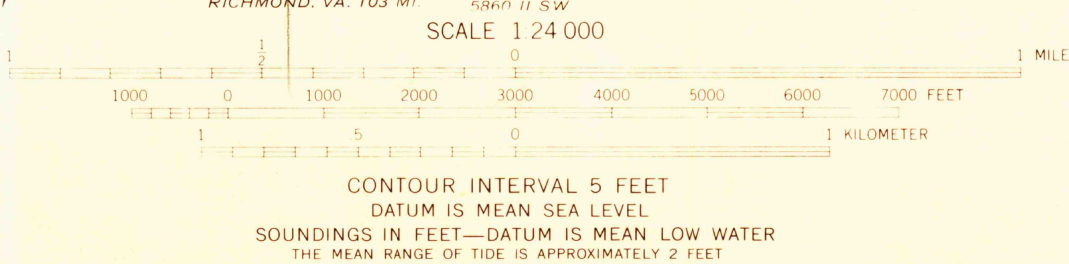 RICHMOND, VA. 103 MI.
5860 II SW
SCALE 1:24 000
1 1/2 0 1 MILE
1000 0 1000 2000 3000 4000 5000 6000 7000 FEET
1 .5 0 1 KILOMETER
CONTOUR INTERVAL 5 FEET
DATUM IS MEAN SEA LEVEL
SOUNDINGS IN FEET—DATUM IS MEAN LOW WATER
THE MEAN RANGE OF TIDE IS APPROXIMATELY 2 FEET